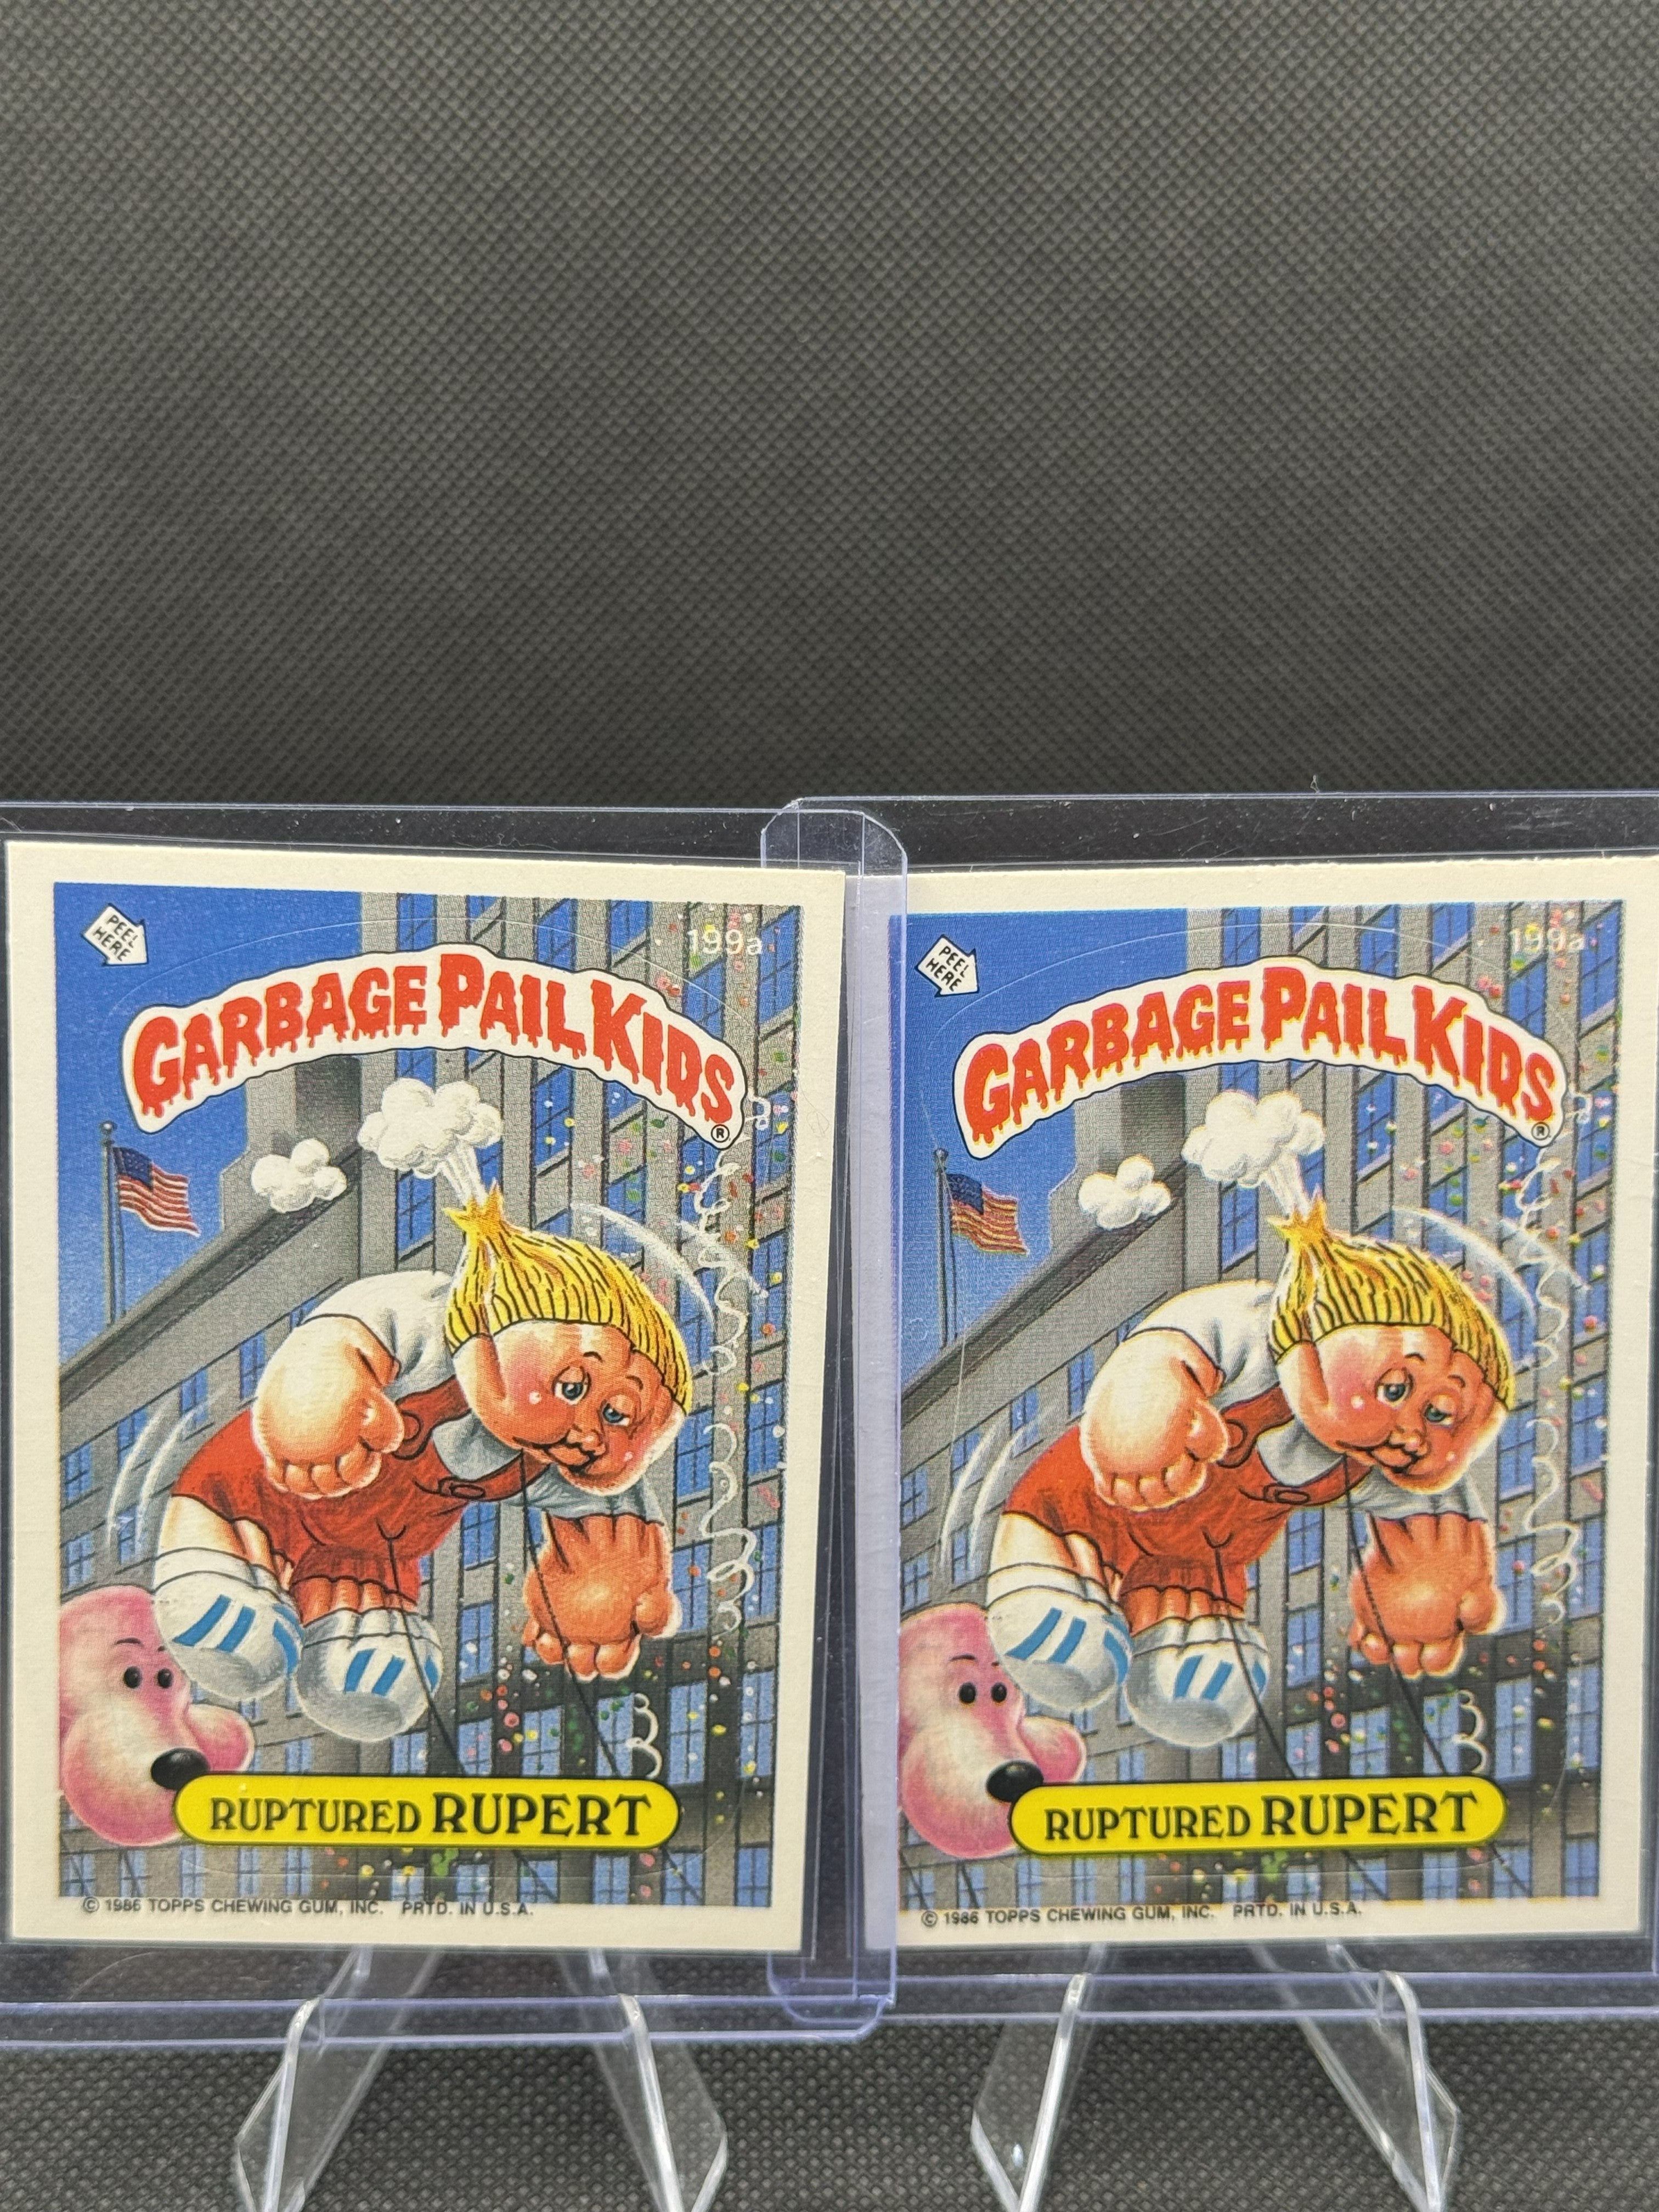 PEEL
HERE
199a
GARBAGE PAIL KIDS
®
RUPTURED RUPERT
© 1986 TOPPS CHEWING GUM, INC. PRTD. IN U.S.A.
PEEL
HERE
199a
GARBAGE PAIL KIDS
®
RUPTURED RUPERT
© 1986 TOPPS CHEWING GUM, INC. PRTD. IN U.S.A.